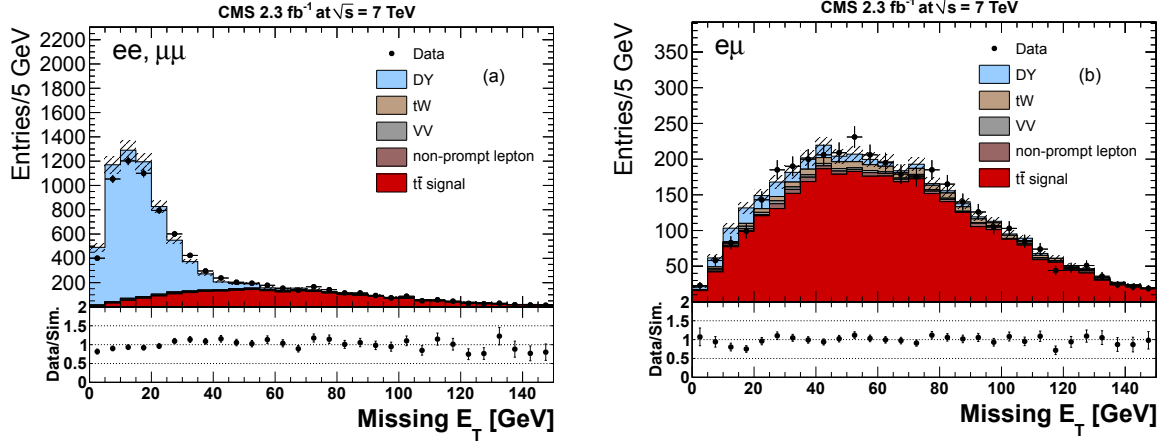 CMS 2.3 fb⁻¹ at √s = 7 TeV
Entries/5 GeV
2200
2000
1800
1600
1400
1200
1000
800
600
400
200
ee, μμ
(a)
Data
DY
tW
VV
non-prompt lepton
tt̄ signal
Data/Sim.
2
1.5
1
0.5
0
0 20 40 60 80 100 120 140
Missing E_T [GeV]
CMS 2.3 fb⁻¹ at √s = 7 TeV
Entries/5 GeV
350
300
250
200
150
100
50
0
eμ
(b)
Data
DY
tW
VV
non-prompt lepton
tt̄ signal
Data/Sim.
2
1.5
1
0.5
0
0 20 40 60 80 100 120 140
Missing E_T [GeV]